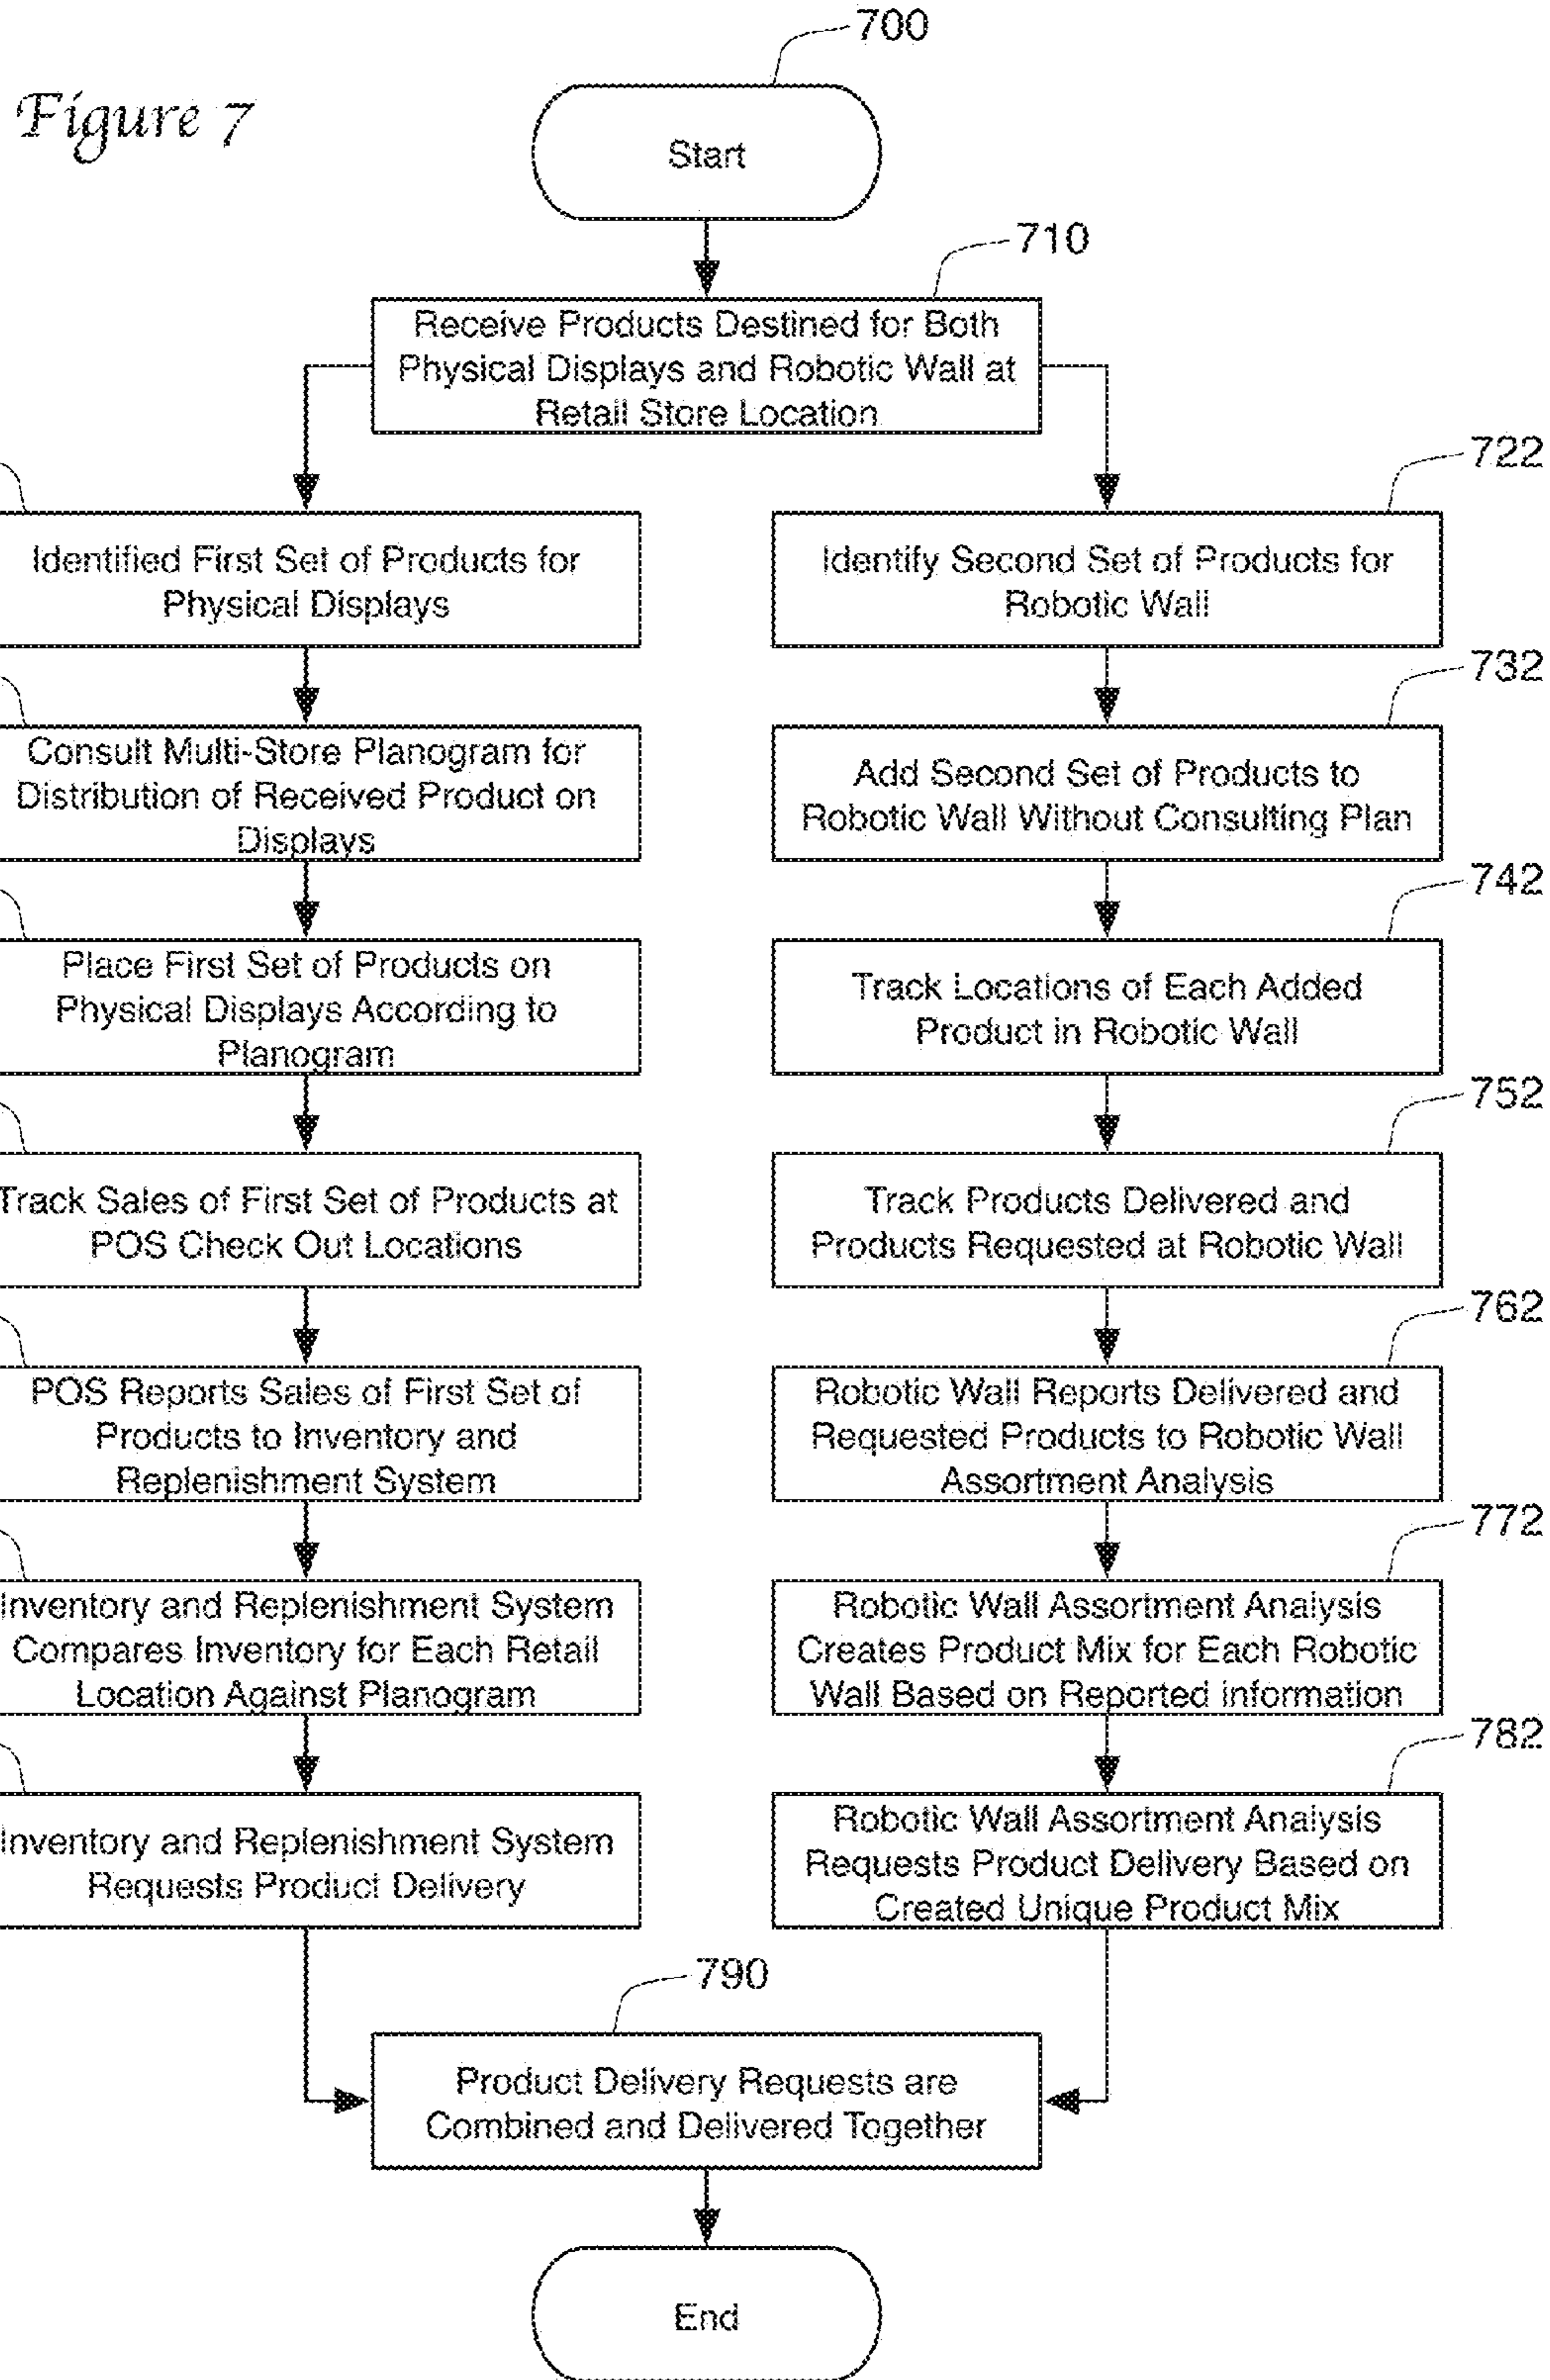 700
Figure 7
Start
710
Receive Products Destined for Both
Physical Displays and Robotic Wall at
Retail Store Location
722
Identified First Set of Products for
Physical Displays
Identify Second Set of Products for
Robotic Wall
732
Consult Multi-Store Planogram for
Distribution of Received Product on
Displays
Add Second Set of Products to
Robotic Wall Without Consulting Plan
742
Place First Set of Products on
Physical Displays According to
Planogram
Track Locations of Each Added
Product in Robotic Wall
752
Track Sales of First Set of Products at
POS Check Out Locations
Track Products Delivered and
Products Requested at Robotic Wall
762
POS Reports Sales of First Set of
Products to Inventory and
Replenishment System
Robotic Wall Reports Delivered and
Requested Products to Robotic Wall
Assortment Analysis
772
Inventory and Replenishment System
Compares Inventory for Each Retail
Location Against Planogram
Robotic Wall Assortment Analysis
Creates Product Mix for Each Robotic
Wall Based on Reported information
782
Inventory and Replenishment System
Requests Product Delivery
Robotic Wall Assortment Analysis
Requests Product Delivery Based on
Created Unique Product Mix
790
Product Delivery Requests are
Combined and Delivered Together
End